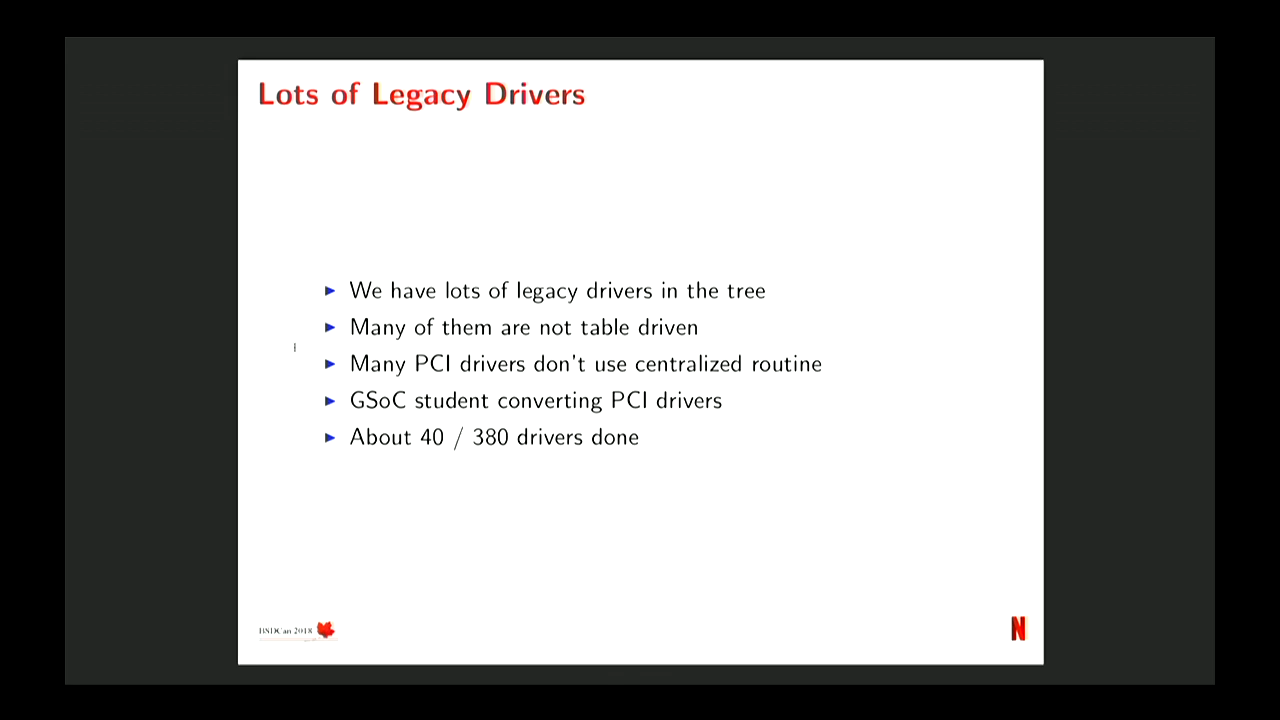 Lots of Legacy Drivers
We have lots of legacy drivers in the tree
Many of them are not table driven
Many PCI drivers don't use centralized routine
GSoC student converting PCI drivers
About 40 / 380 drivers done
BSDCan 2018
N